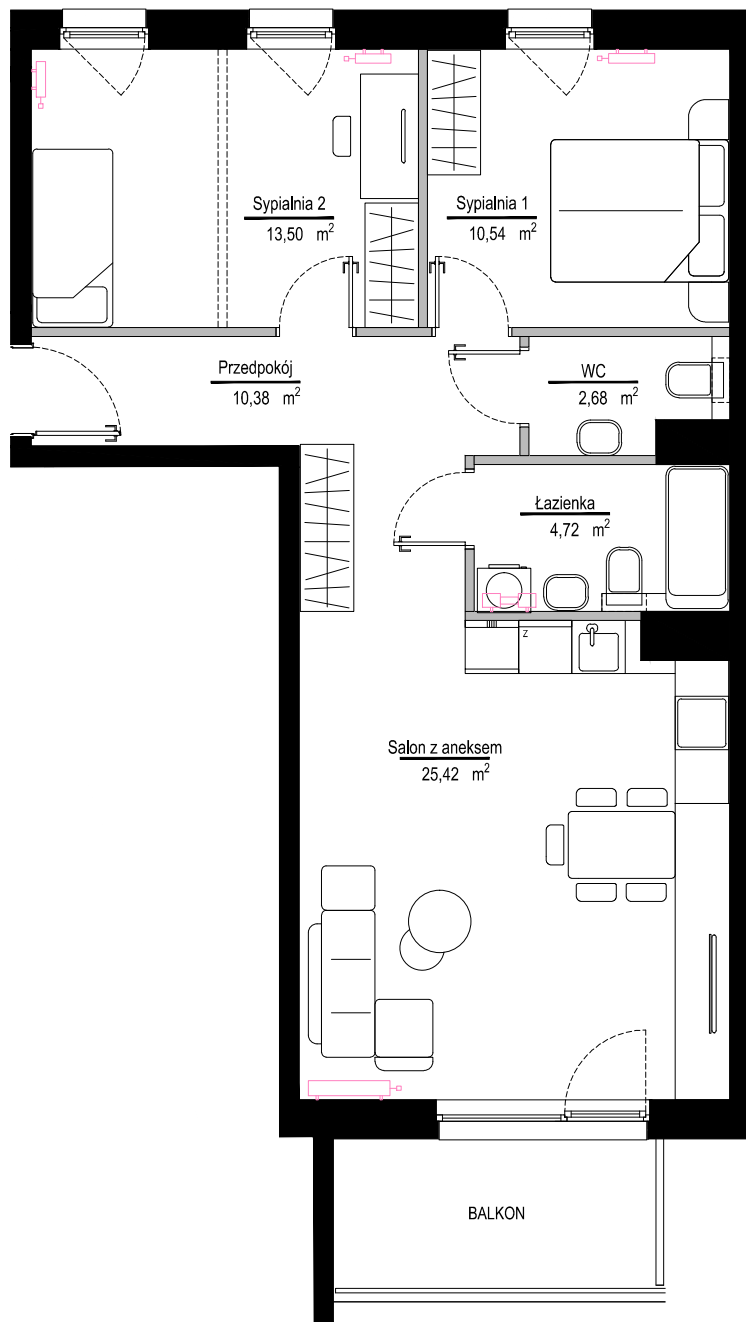 Sypialnia 2
13,50 m²
Sypialnia 1
10,54 m²
Przedpokój
10,38 m²
WC
2,68 m²
Łazienka
4,72 m²
Z
Salon z aneksem
25,42 m²
BALKON